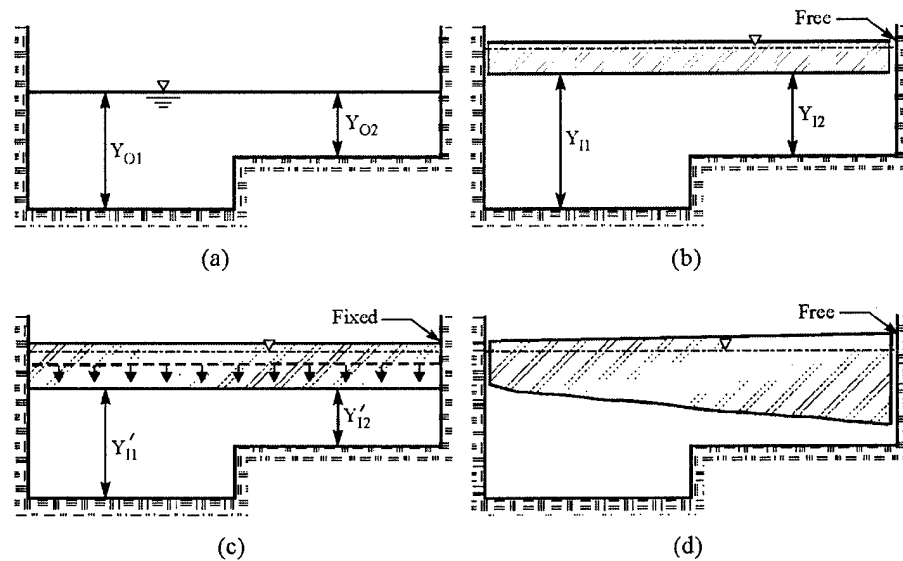 Free
Y_O1
Y_O2
Y_I1
Y_I2
(a)
(b)
Fixed
Free
Y'_I1
Y'_I2
(c)
(d)